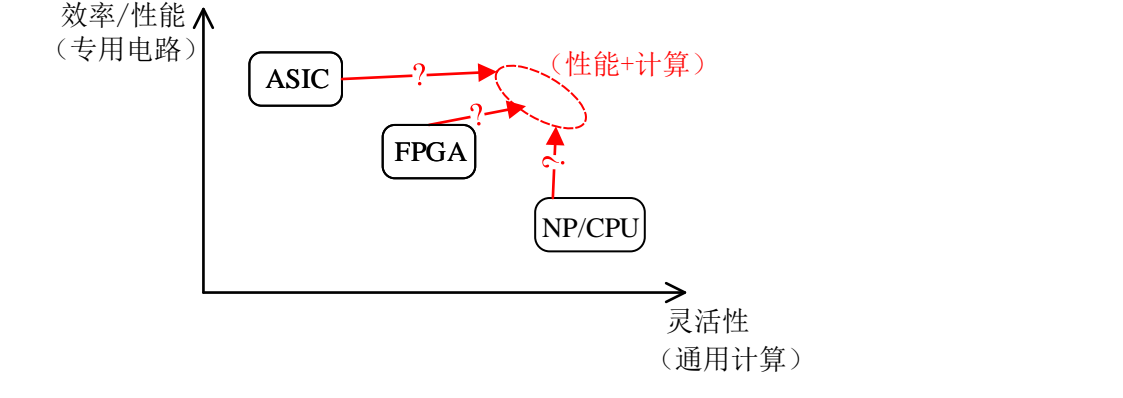 效率/性能
（专用电路）
ASIC
?
（性能+计算）
?
FPGA
?
NP/CPU
灵活性
（通用计算）